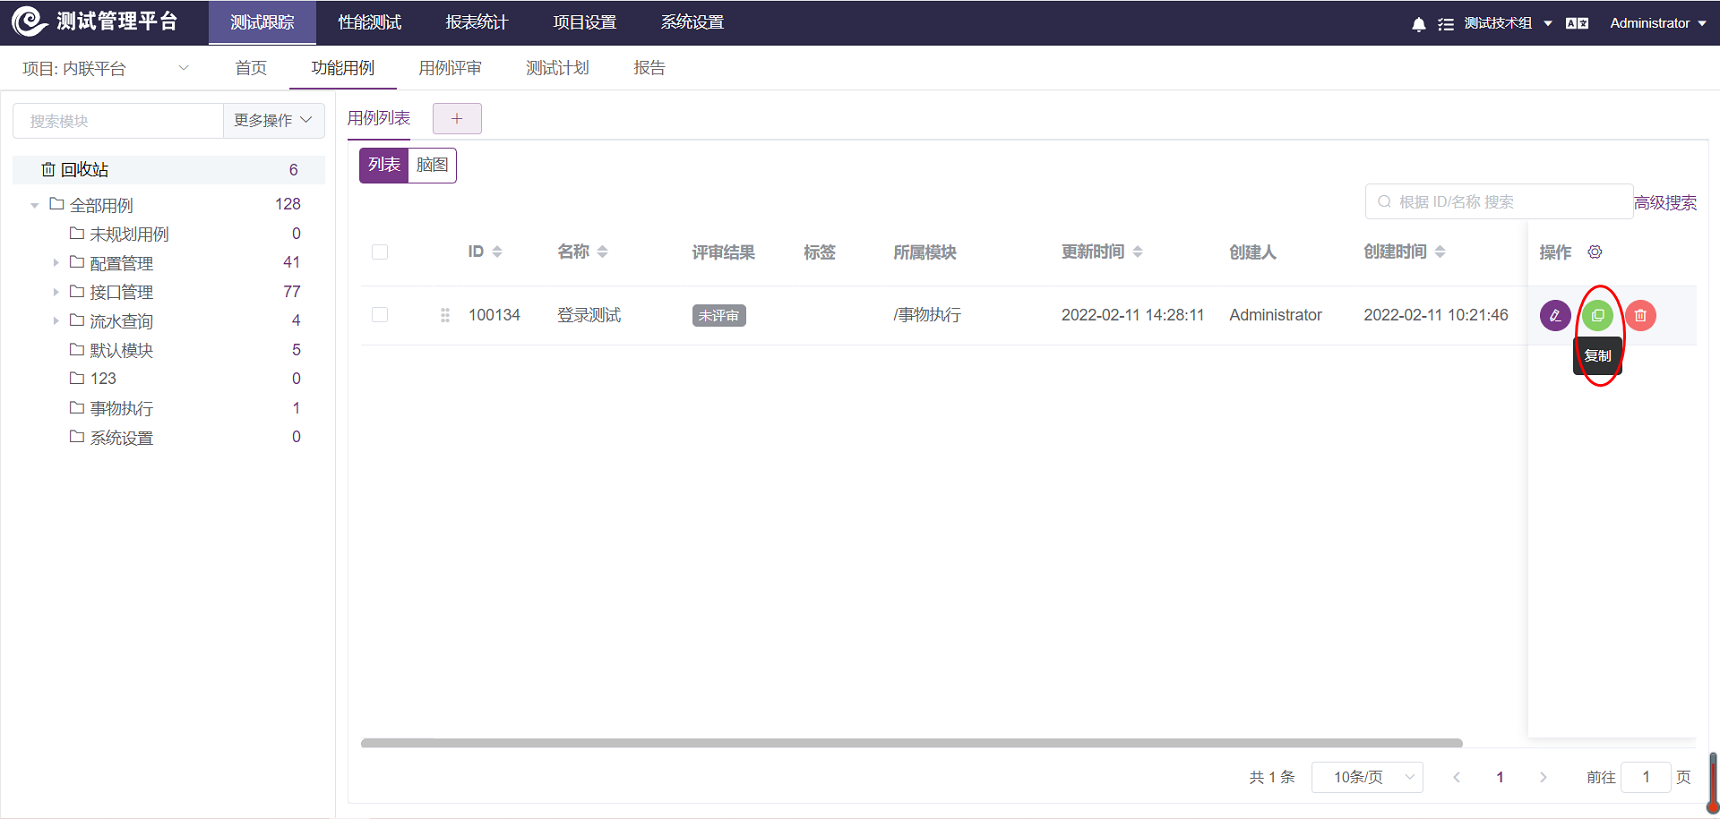 测试管理平台 测试跟踪 性能测试 报表统计 项目设置 系统设置 测试技术组 Administrator
项目: 内联平台 首页 功能用例 用例评审 测试计划 报告
搜索模块 更多操作 用例列表 +
回收站 6 列表 脑图
全部用例 128 根据 ID/名称 搜索 高级搜索
未规划用例 0
配置管理 41
接口管理 77
流水查询 4
默认模块 5
123 0
事物执行 1
系统设置 0
ID 名称 评审结果 标签 所属模块 更新时间 创建人 创建时间 操作
100134 登录测试 未评审 /事物执行 2022-02-11 14:28:11 Administrator 2022-02-11 10:21:46
复制
共 1 条 10条/页 1 前往 1 页